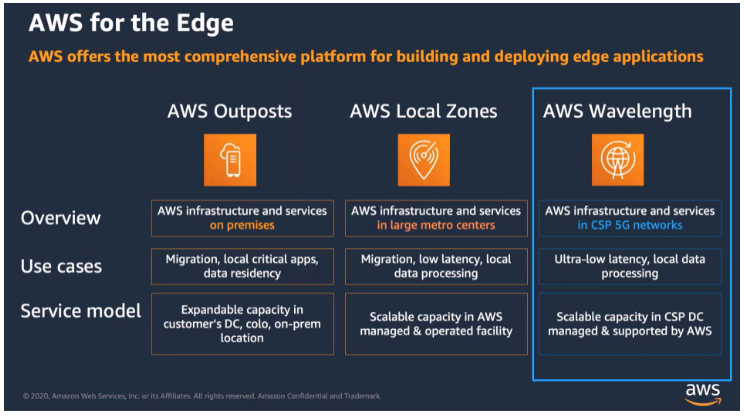 AWS for the Edge
AWS offers the most comprehensive platform for building and deploying edge applications
AWS Outposts
AWS Local Zones
AWS Wavelength
Overview
AWS infrastructure and services
on premises
AWS infrastructure and services
in large metro centers
AWS infrastructure and services
in CSP 5G networks
Use cases
Migration, local critical apps,
data residency
Migration, low latency, local
data processing
Ultra-low latency, local data
processing
Service model
Expandable capacity in
customer's DC, colo, on-prem
location
Scalable capacity in AWS
managed & operated facility
Scalable capacity in CSP DC
managed & supported by AWS
© 2020, Amazon Web Services, Inc. or its Affiliates. All rights reserved. Amazon Confidential and Trademark.
aws